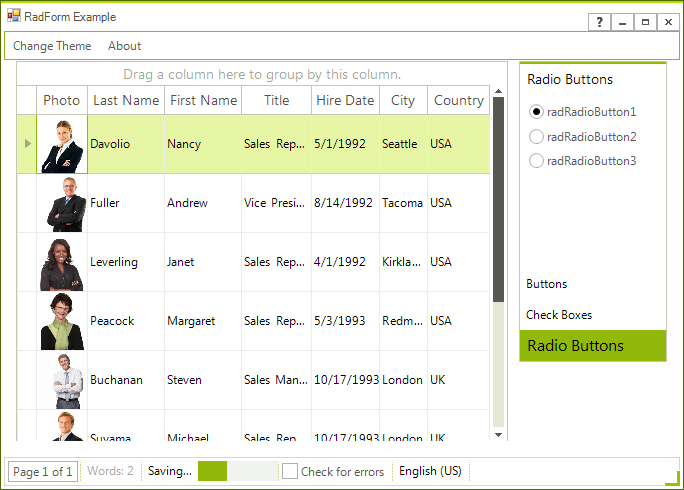 RadForm Example
?
Change Theme About
Drag a column here to group by this column.
Photo Last Name First Name Title Hire Date City Country
Davolio Nancy Sales Rep... 5/1/1992 Seattle USA
Fuller Andrew Vice Presi... 8/14/1992 Tacoma USA
Leverling Janet Sales Rep... 4/1/1992 Kirkla... USA
Peacock Margaret Sales Rep... 5/3/1993 Redm... USA
Buchanan Steven Sales Man... 10/17/1993 London UK
Suyama Michael Sales Rep... 10/17/1993 London UK
Radio Buttons
radRadioButton1
radRadioButton2
radRadioButton3
Buttons
Check Boxes
Radio Buttons
Page 1 of 1 Words: 2 Saving... Check for errors English (US)